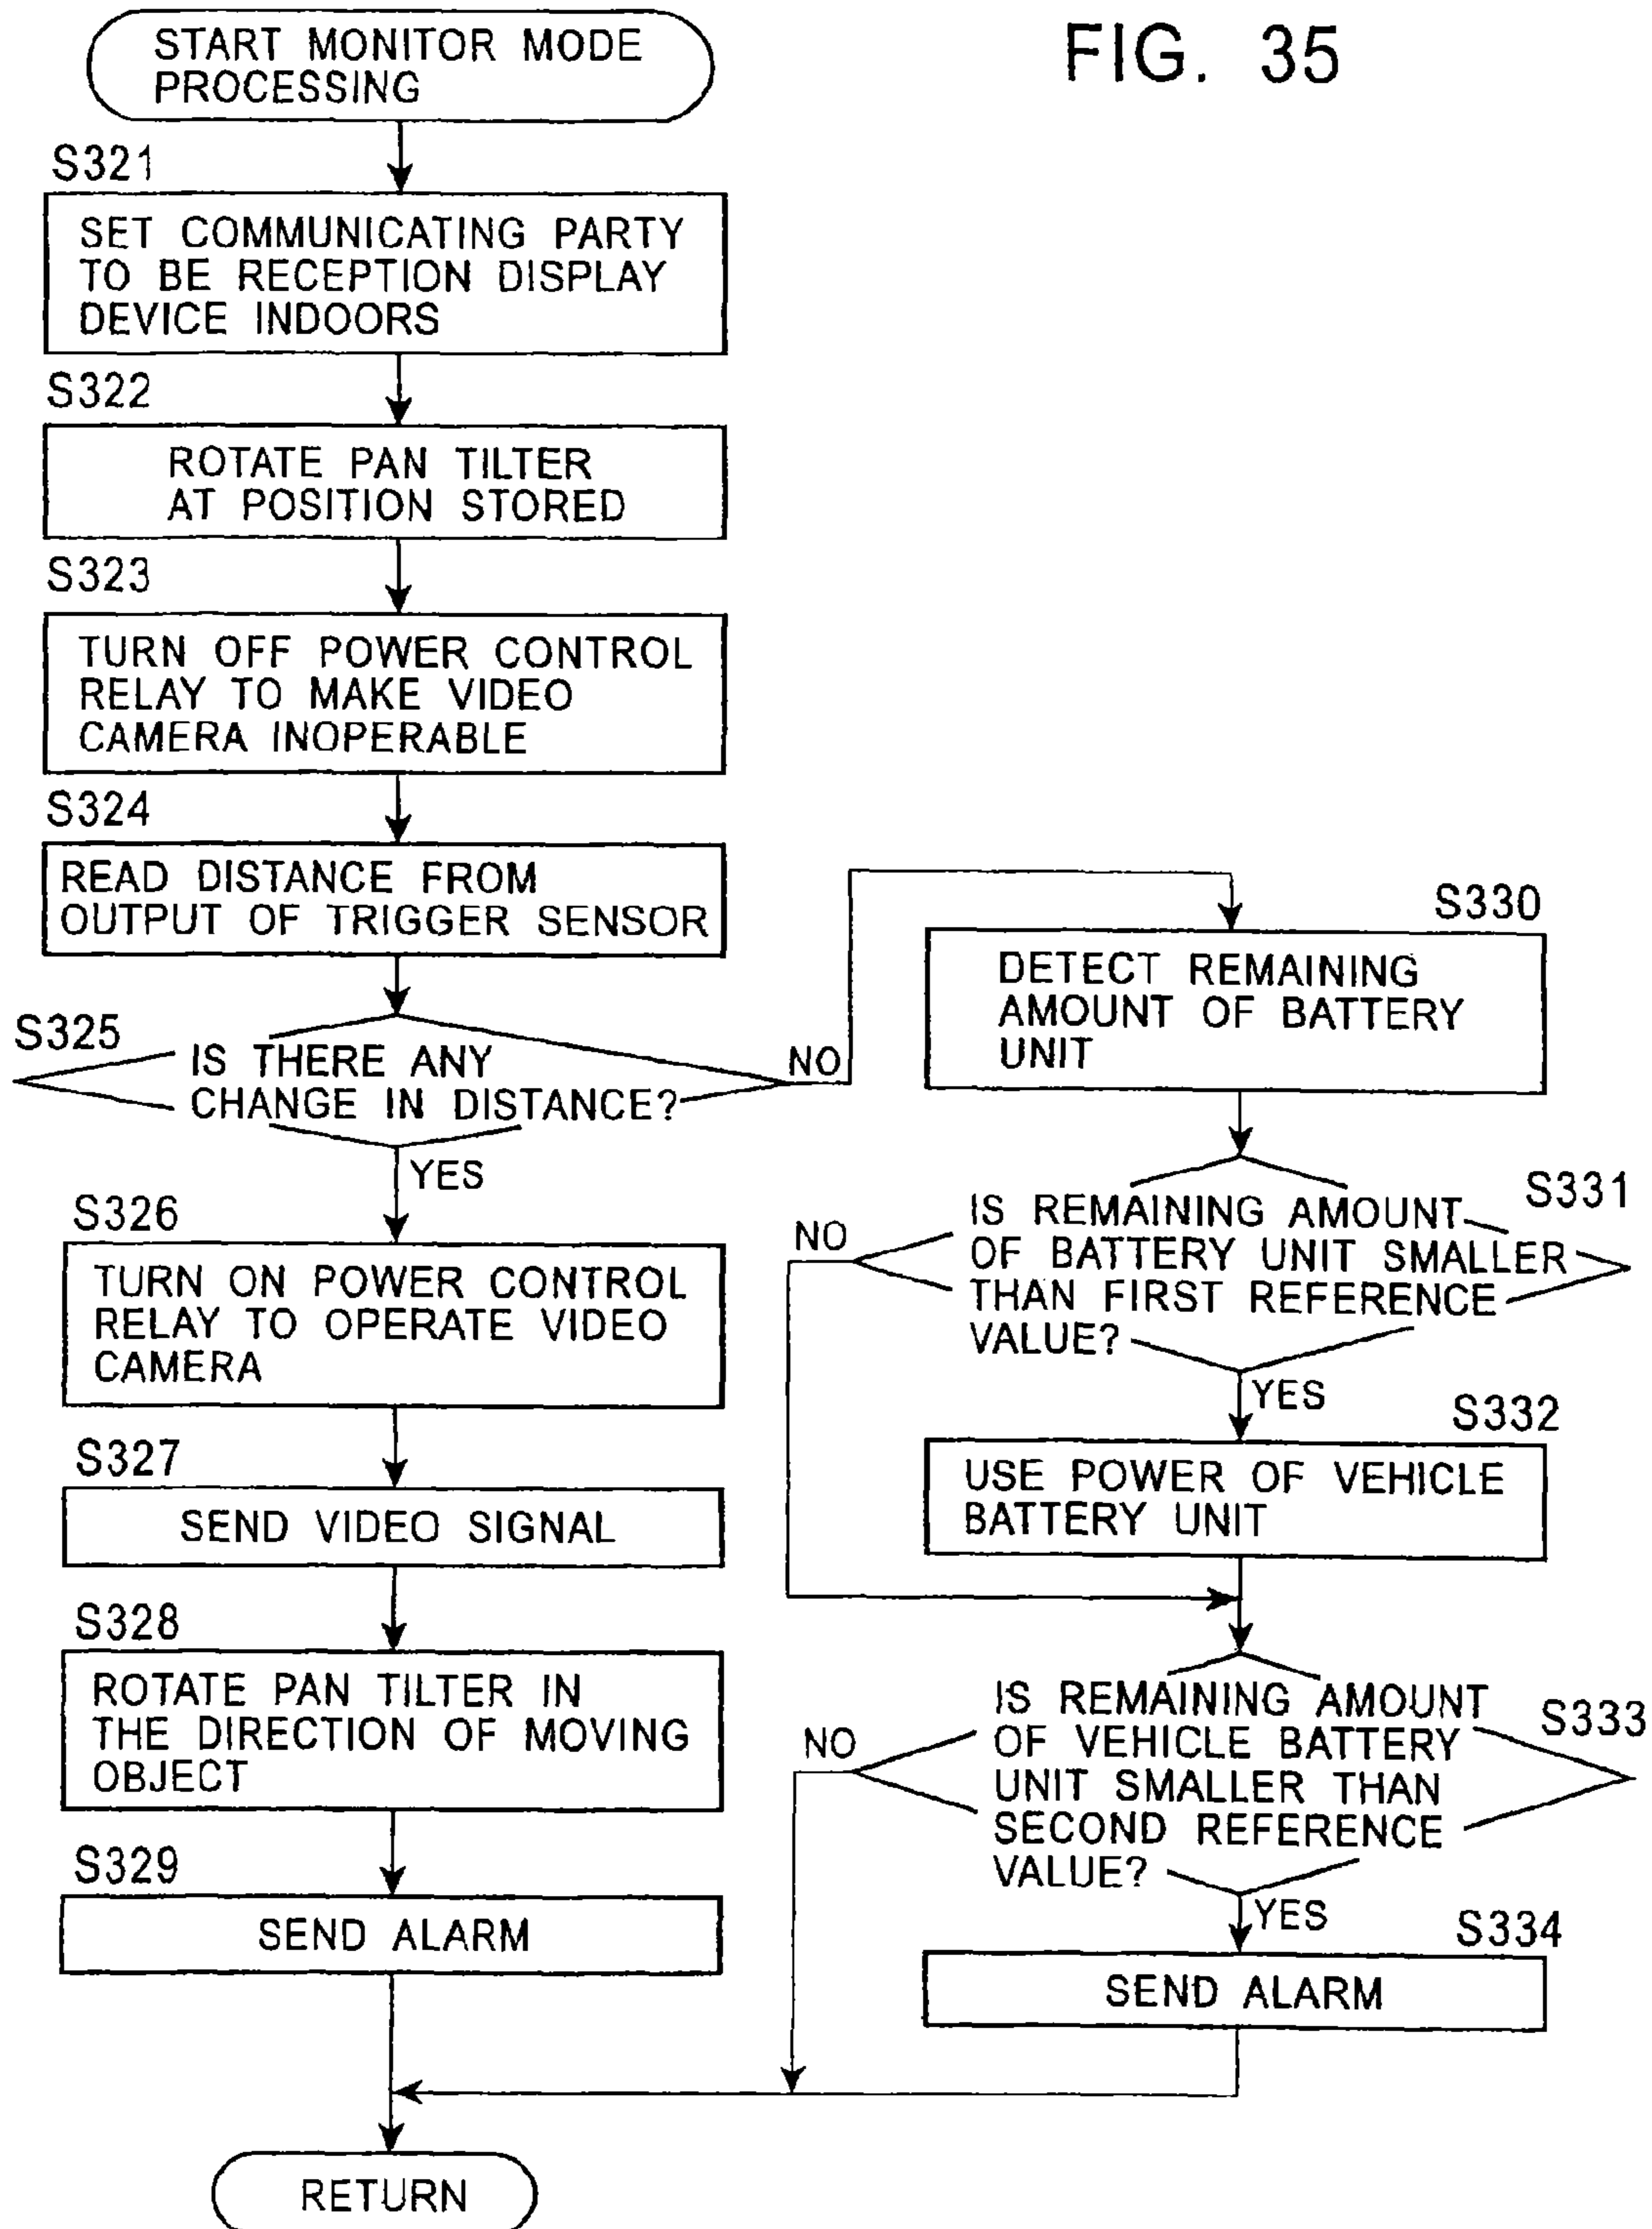 FIG. 35
START MONITOR MODE
PROCESSING
S321
SET COMMUNICATING PARTY
TO BE RECEPTION DISPLAY
DEVICE INDOORS
S322
ROTATE PAN TILTER
AT POSITION STORED
S323
TURN OFF POWER CONTROL
RELAY TO MAKE VIDEO
CAMERA INOPERABLE
S324
READ DISTANCE FROM
OUTPUT OF TRIGGER SENSOR
S325
IS THERE ANY
CHANGE IN DISTANCE?
NO
YES
S326
TURN ON POWER CONTROL
RELAY TO OPERATE VIDEO
CAMERA
S327
SEND VIDEO SIGNAL
S328
ROTATE PAN TILTER IN
THE DIRECTION OF MOVING
OBJECT
S329
SEND ALARM
S330
DETECT REMAINING
AMOUNT OF BATTERY
UNIT
S331
IS REMAINING AMOUNT
OF BATTERY UNIT SMALLER
THAN FIRST REFERENCE
VALUE?
NO
YES
S332
USE POWER OF VEHICLE
BATTERY UNIT
S333
IS REMAINING AMOUNT
OF VEHICLE BATTERY
UNIT SMALLER THAN
SECOND REFERENCE
VALUE?
NO
YES
S334
SEND ALARM
RETURN